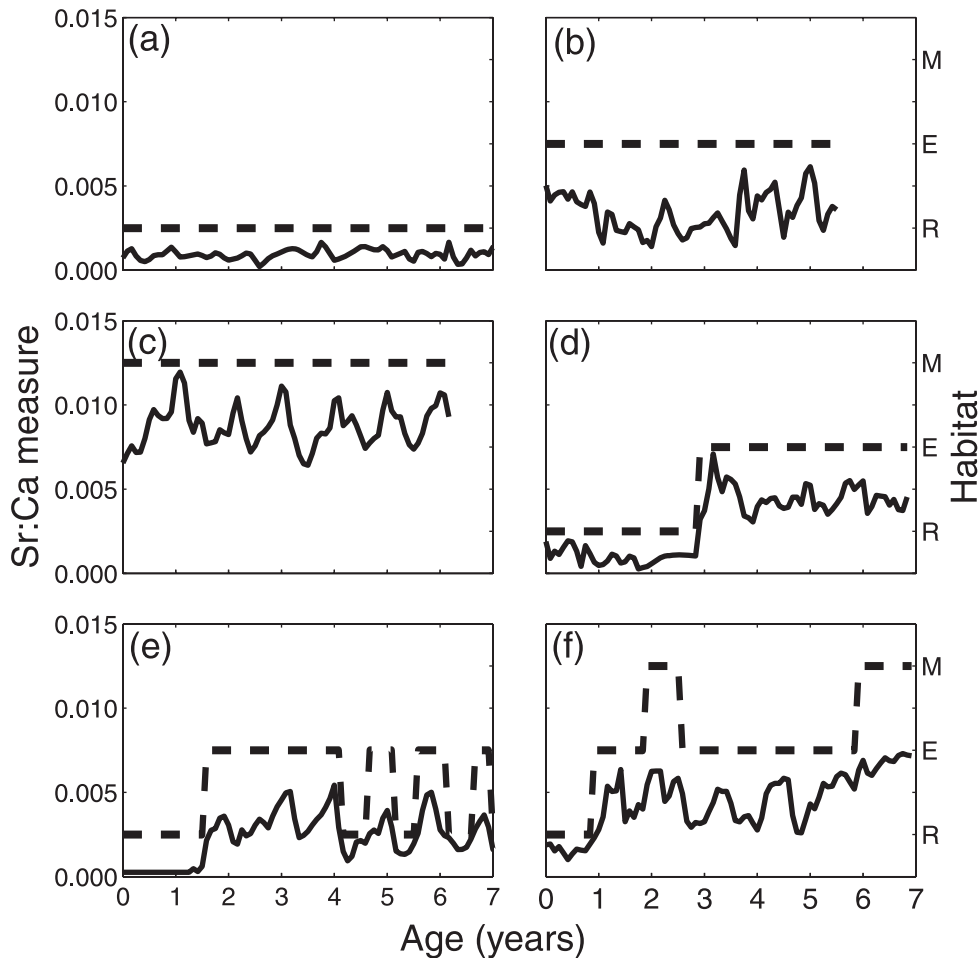 (a)
(b)
0.015
0.010
0.005
0.000
M
E
R
(c)
(d)
0.015
0.010
0.005
0.000
M
E
R
(e)
(f)
0.015
0.010
0.005
0.000
M
E
R
0 1 2 3 4 5 6 7
0 1 2 3 4 5 6 7
Sr:Ca measure
Habitat
Age (years)